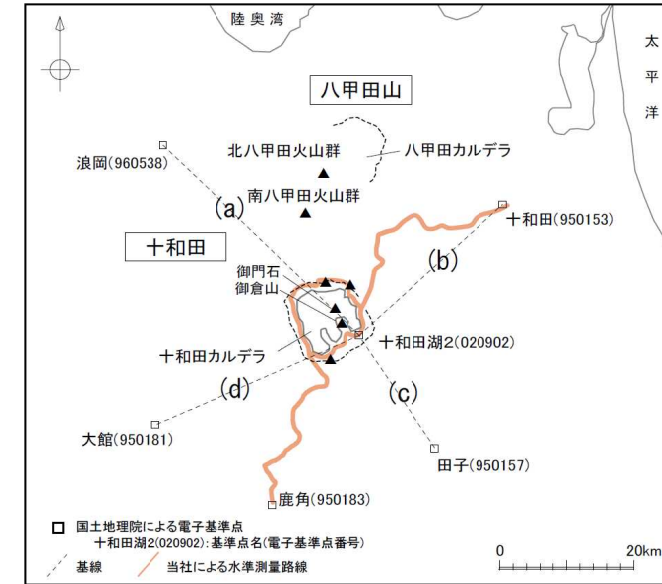 陸奥湾
太平洋
八甲田山
北八甲田火山群
八甲田カルデラ
浪岡(960538)
南八甲田火山群
(a)
十和田(950153)
十和田
(b)
御門石
御倉山
十和田湖2(020902)
十和田カルデラ
(d)
(c)
大館(950181)
田子(950157)
鹿角(950183)
国土地理院による電子基準点
十和田湖2(020902):基準点名(電子基準点番号)
基線 当社による水準測量路線
0 20km